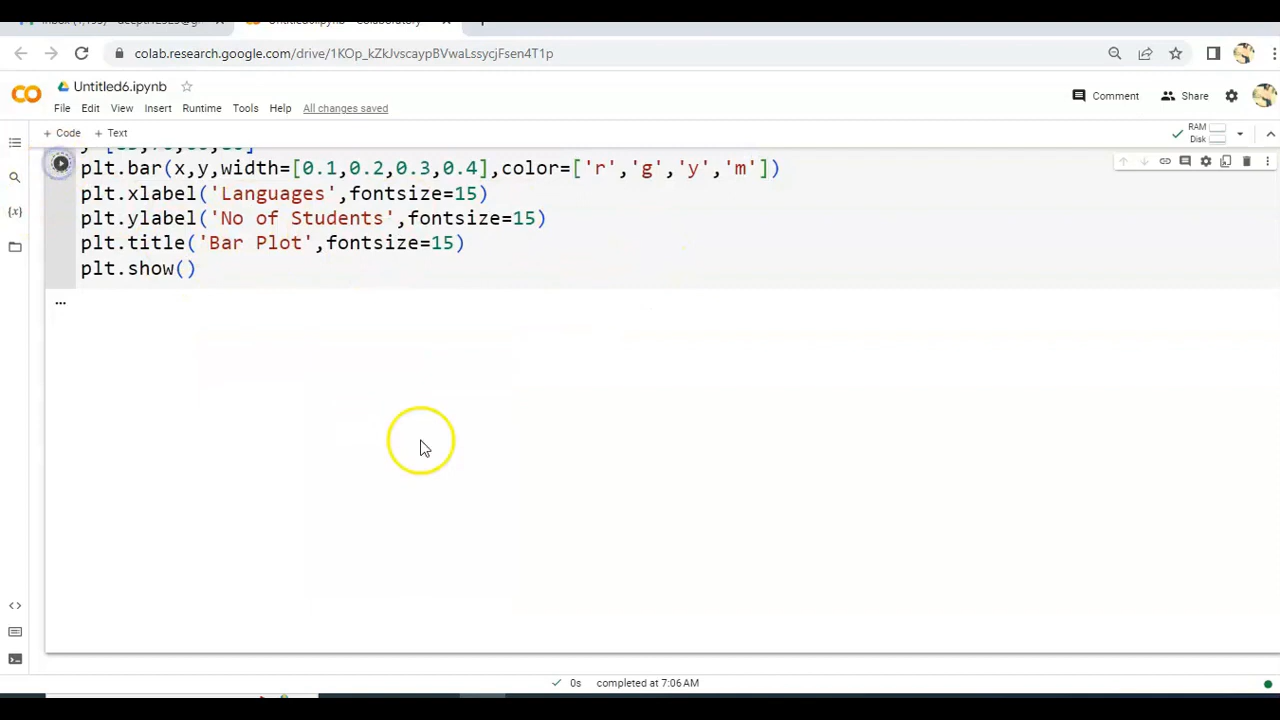 colab.research.google.com/drive/1KOp_kZkJvscaypBVwaLssycjFsen4T1p
Untitled6.ipynb
File Edit View Insert Runtime Tools Help All changes saved
Comment
Share
+ Code + Text
RAM
Disk
plt.bar(x,y,width=[0.1,0.2,0.3,0.4],color=['r','g','y','m'])
plt.xlabel('Languages',fontsize=15)
plt.ylabel('No of Students',fontsize=15)
plt.title('Bar Plot',fontsize=15)
plt.show()
...
0s completed at 7:06 AM